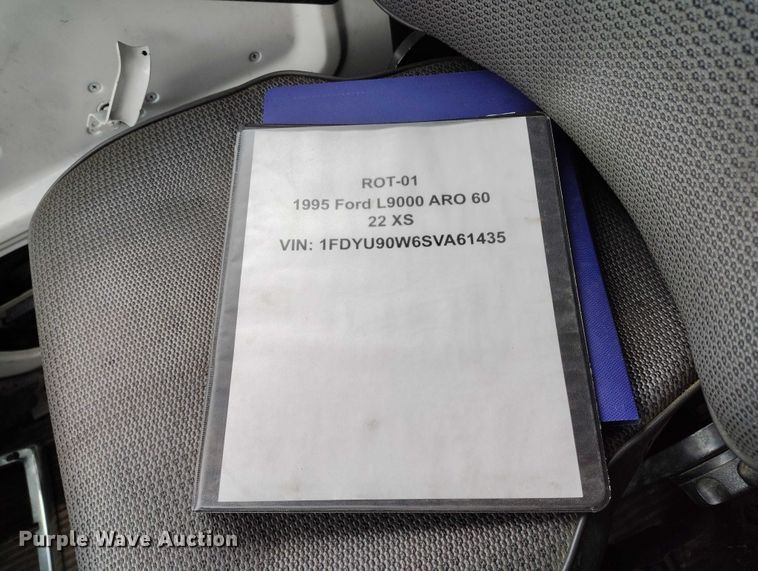 ROT-01
1995 Ford L9000 ARO 60
22 XS
VIN: 1FDYU90W6SVA61435
Purple Wave Auction